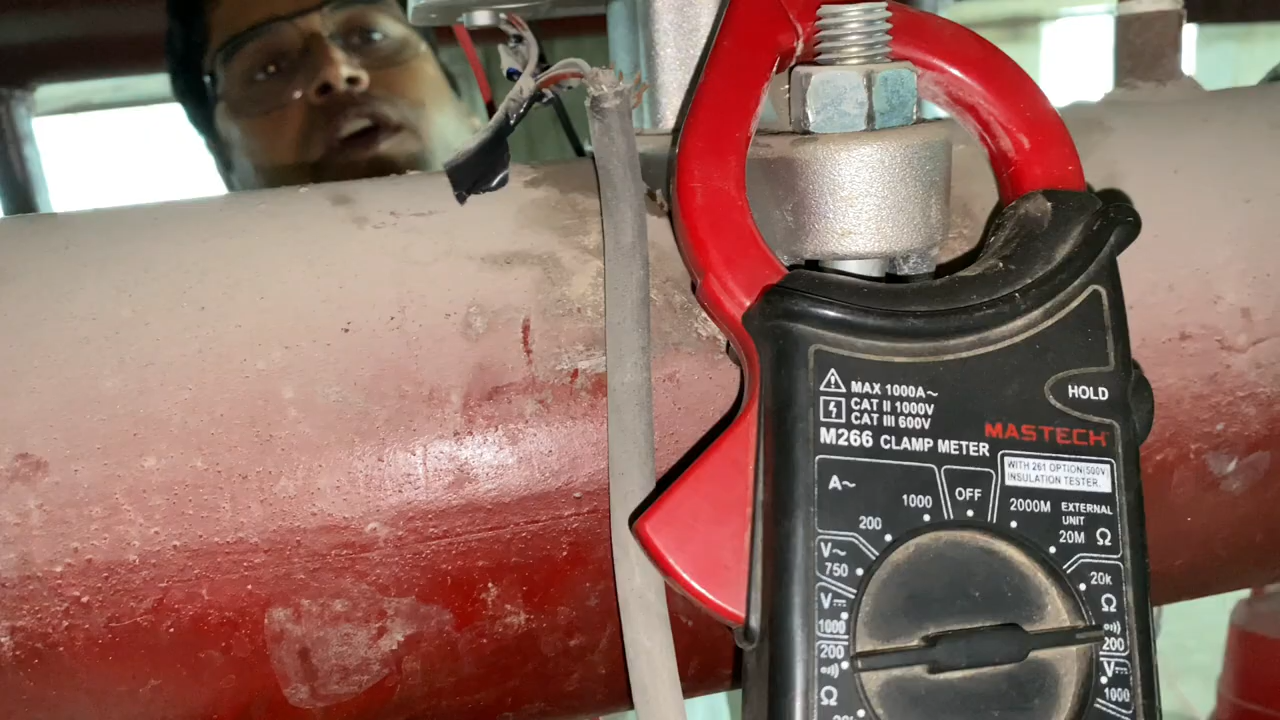 HOLD
MAX 1000A~
CAT II 1000V
CAT III 600V
MASTECH
M266 CLAMP METER
WITH 261 OPTION(500V
INSULATION TESTER.
A~
1000
OFF
2000M
EXTERNAL
UNIT
200
20M Ω
V~
750
20k
Ω
V⎓
1000
200
200
V⎓
1000
Ω